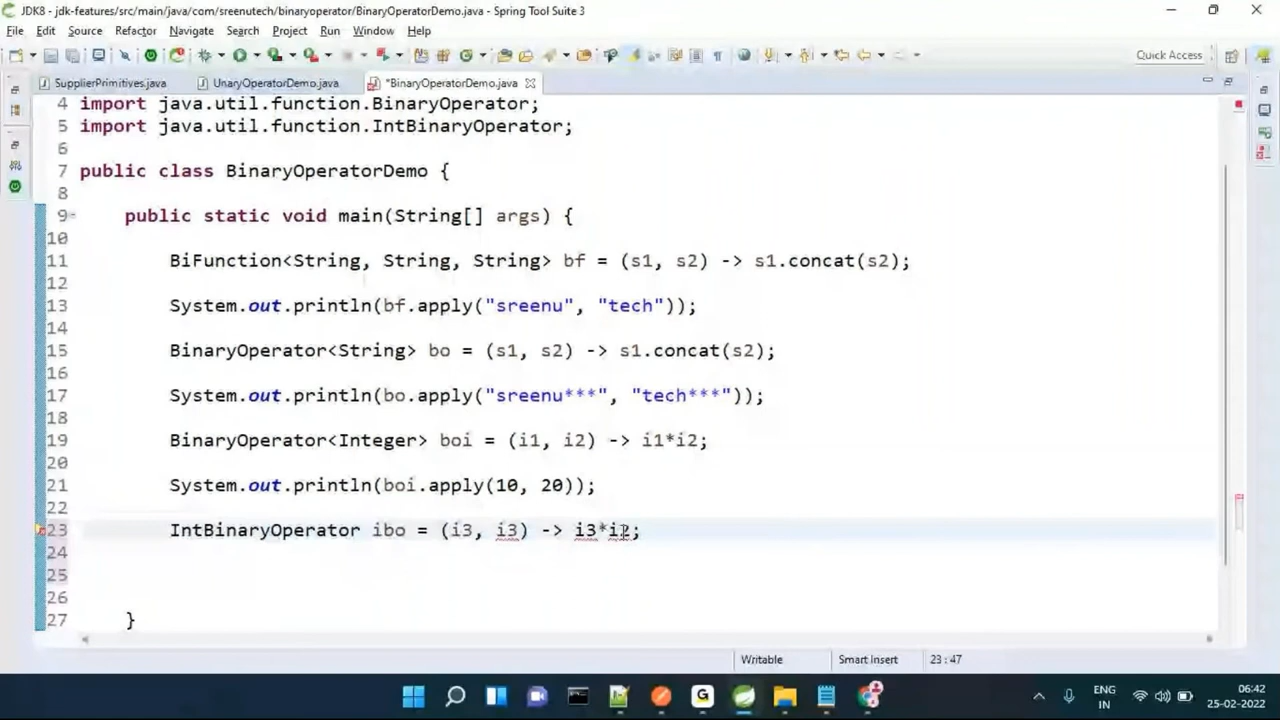 JDK8 - jdk-features/src/main/java/com/sreenutech/binaryoperator/BinaryOperatorDemo.java - Spring Tool Suite 3
File Edit Source Refactor Navigate Search Project Run Window Help
Quick Access
SupplierPrimitives.java UnaryOperatorDemo.java *BinaryOperatorDemo.java
4 import java.util.function.BinaryOperator;
5 import java.util.function.IntBinaryOperator;
6
7 public class BinaryOperatorDemo {
8
9 public static void main(String[] args) {
10
11 BiFunction<String, String, String> bf = (s1, s2) -> s1.concat(s2);
12
13 System.out.println(bf.apply("sreenu", "tech"));
14
15 BinaryOperator<String> bo = (s1, s2) -> s1.concat(s2);
16
17 System.out.println(bo.apply("sreenu***", "tech***"));
18
19 BinaryOperator<Integer> boi = (i1, i2) -> i1*i2;
20
21 System.out.println(boi.apply(10, 20));
22
23 IntBinaryOperator ibo = (i3, i3) -> i3*i2;
24
25
26
27 }
Writable Smart Insert 23 : 47
ENG
IN
06:42
25-02-2022